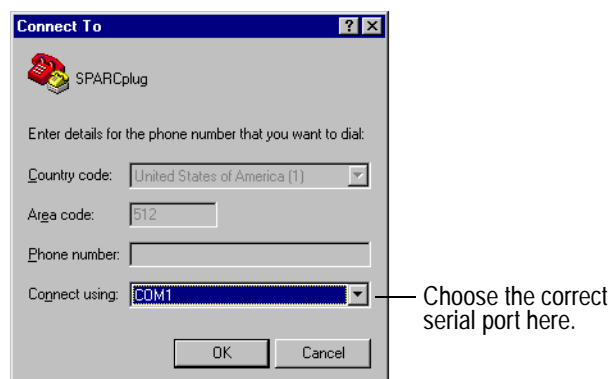 Connect To
SPARCplug
Enter details for the phone number that you want to dial:
Country code: United States of America (1)
Area code: 512
Phone number:
Connect using: COM1
Choose the correct
serial port here.
OK Cancel